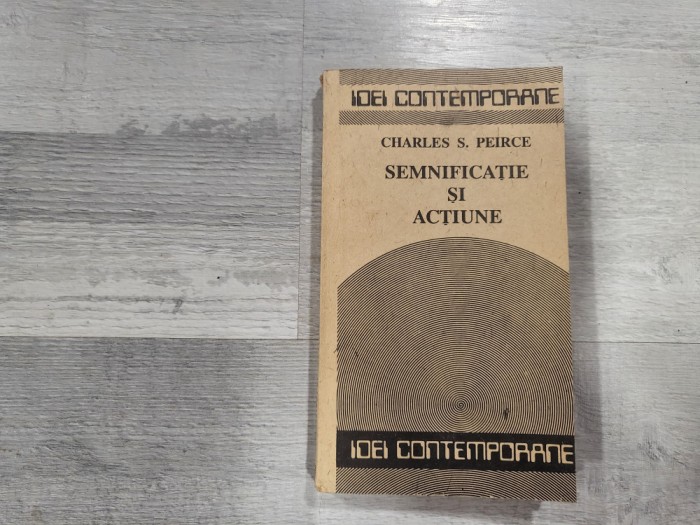 IDEI CONTEMPORANE
CHARLES S. PEIRCE
SEMNIFICAȚIE
ȘI
ACȚIUNE
IDEI CONTEMPORANE